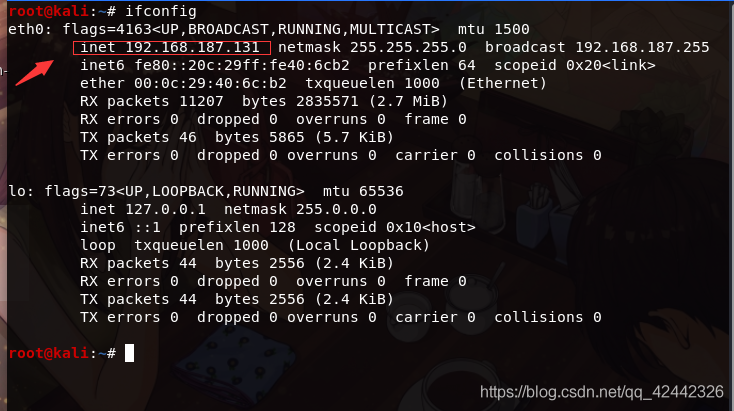 root@kali:~# ifconfig
eth0: flags=4163<UP,BROADCAST,RUNNING,MULTICAST>  mtu 1500
        inet 192.168.187.131  netmask 255.255.255.0  broadcast 192.168.187.255
        inet6 fe80::20c:29ff:fe40:6cb2  prefixlen 64  scopeid 0x20<link>
        ether 00:0c:29:40:6c:b2  txqueuelen 1000  (Ethernet)
        RX packets 11207  bytes 2835571 (2.7 MiB)
        RX errors 0  dropped 0  overruns 0  frame 0
        TX packets 46  bytes 5865 (5.7 KiB)
        TX errors 0  dropped 0 overruns 0  carrier 0  collisions 0
lo: flags=73<UP,LOOPBACK,RUNNING>  mtu 65536
        inet 127.0.0.1  netmask 255.0.0.0
        inet6 ::1  prefixlen 128  scopeid 0x10<host>
        loop  txqueuelen 1000  (Local Loopback)
        RX packets 44  bytes 2556 (2.4 KiB)
        RX errors 0  dropped 0  overruns 0  frame 0
        TX packets 44  bytes 2556 (2.4 KiB)
        TX errors 0  dropped 0 overruns 0  carrier 0  collisions 0
root@kali:~#
https://blog.csdn.net/qq_42442326